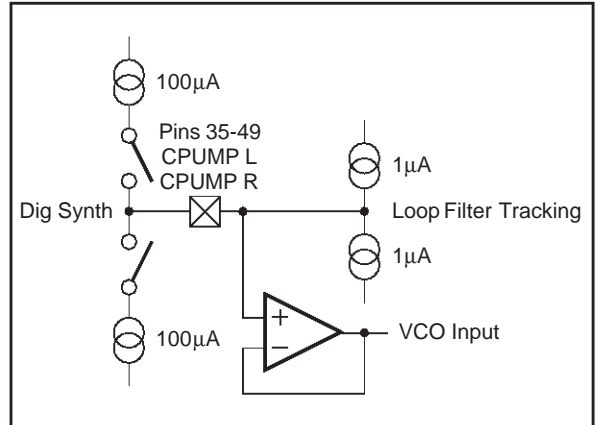 100µA
Pins 35-49
CPUMP L
CPUMP R
1µA
Dig Synth
Loop Filter Tracking
1µA
+
−
VCO Input
100µA